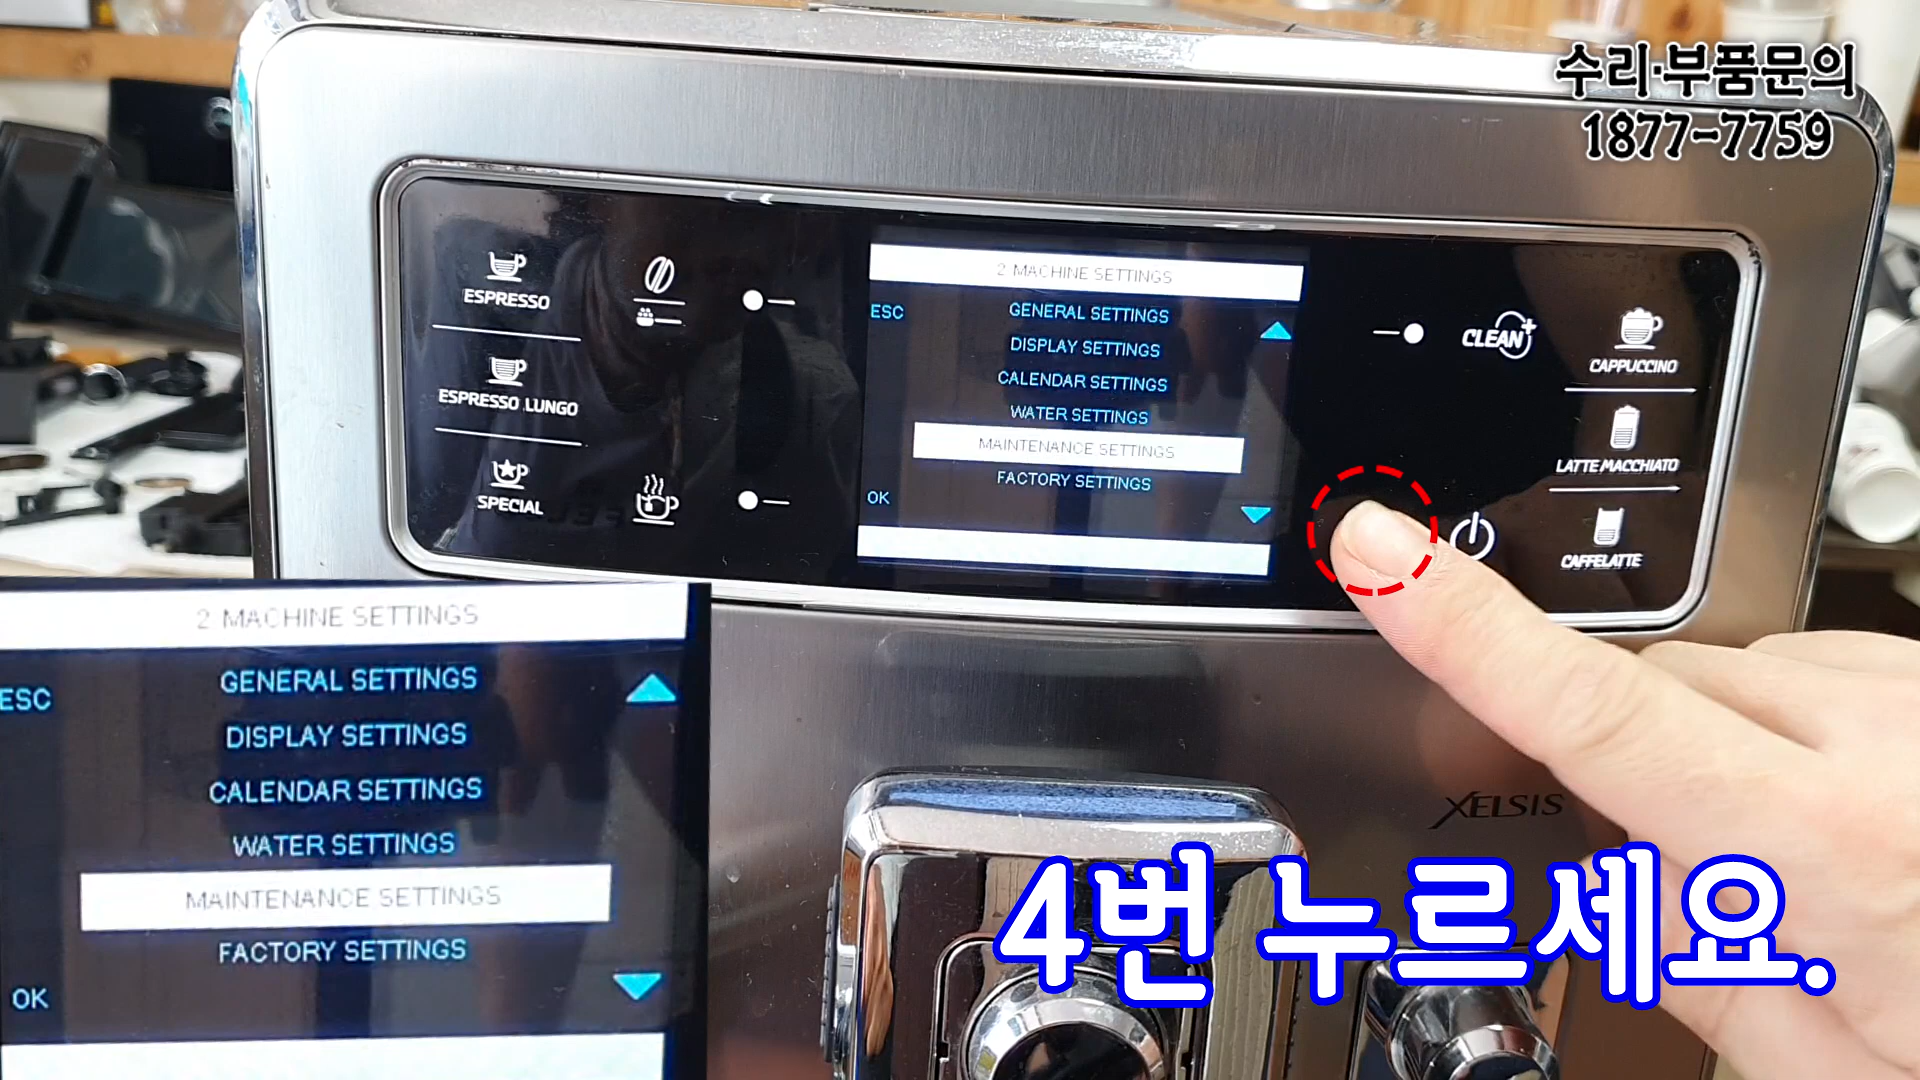 수리·부품문의
1877-7759
ESPRESSO
ESPRESSO LUNGO
SPECIAL
2 MACHINE SETTINGS
ESC
GENERAL SETTINGS
DISPLAY SETTINGS
CALENDAR SETTINGS
WATER SETTINGS
MAINTENANCE SETTINGS
FACTORY SETTINGS
OK
CLEAN
CAPPUCCINO
LATTE MACCHIATO
CAFFELATTE
2 MACHINE SETTINGS
ESC
GENERAL SETTINGS
DISPLAY SETTINGS
CALENDAR SETTINGS
WATER SETTINGS
MAINTENANCE SETTINGS
FACTORY SETTINGS
OK
XELSIS
4번 누르세요.